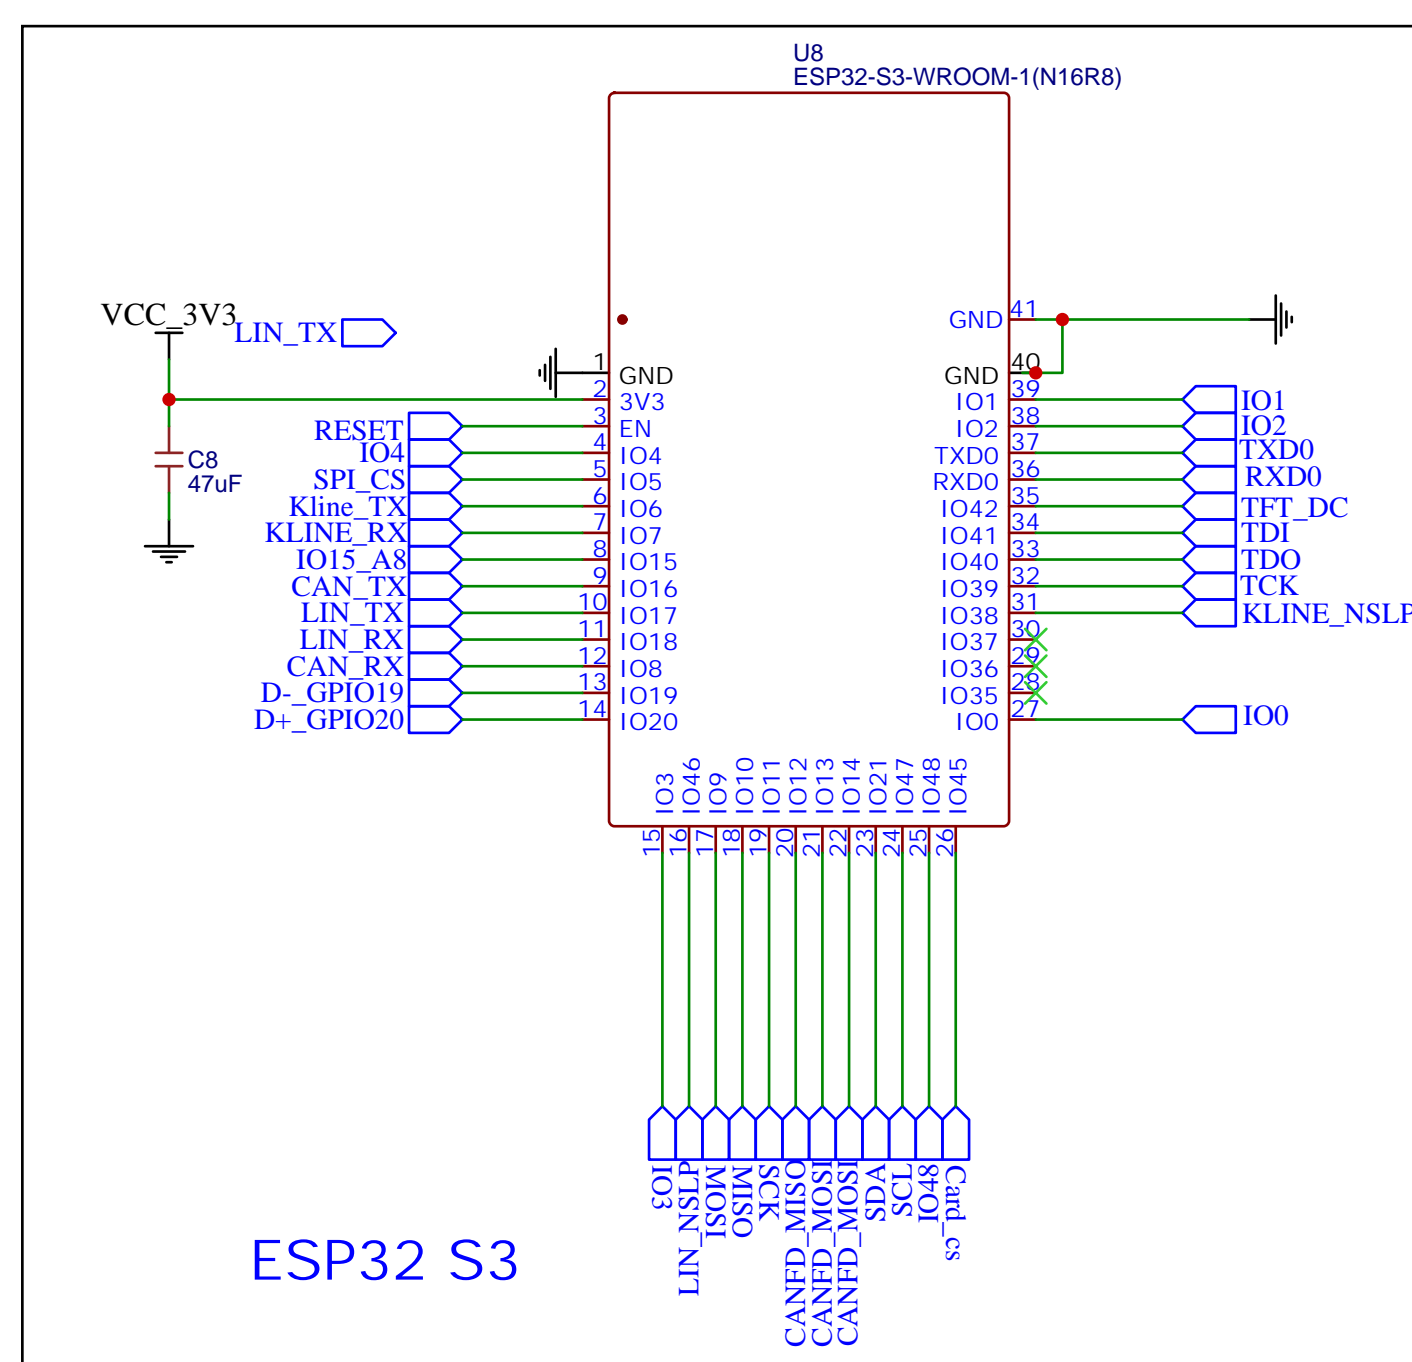 U8
ESP32-S3-WROOM-1(N16R8)
VCC_3V3
LIN_TX
C8
47uF
RESET
IO4
SPI_CS
Kline_TX
KLINE_RX
IO15_A8
CAN_TX
LIN_TX
LIN_RX
CAN_RX
D-_GPIO19
D+_GPIO20
1 GND
2 3V3
3 EN
4 IO4
5 IO5
6 IO6
7 IO7
8 IO15
9 IO16
10 IO17
11 IO18
12 IO8
13 IO19
14 IO20
GND 41
GND 40
IO1 39
IO2 38
TXD0 37
RXD0 36
IO42 35
IO41 34
IO40 33
IO39 32
IO38 31
IO37 30
IO36 29
IO35 28
IO0 27
IO1
IO2
TXD0
RXD0
TFT_DC
TDI
TDO
TCK
KLINE_NSLP
IO0
IO3
IO46
IO9
IO10
IO11
IO12
IO13
IO14
IO21
IO47
IO48
IO45
15
16
17
18
19
20
21
22
23
24
25
26
IO3
LIN_NSLP
MOSI
MISO
SCK
CANFD_MISO
CANFD_MOSI
CANFD_MOSI
SDA
SCL
IO48
Card_cs
ESP32 S3